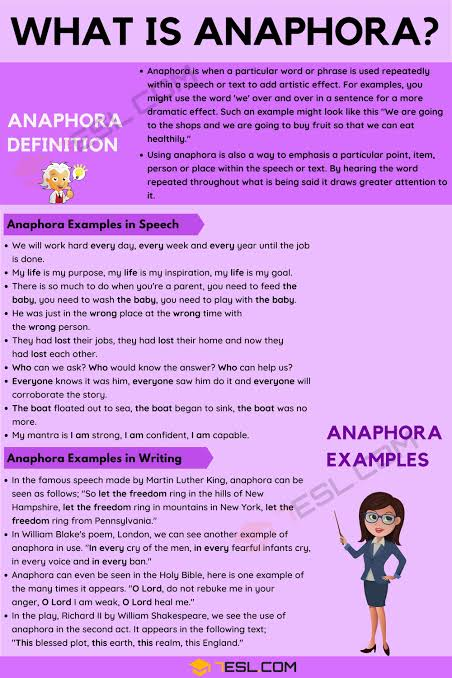 WHAT IS ANAPHORA?
ANAPHORA
DEFINITION
• Anaphora is when a particular word or phrase is used repeatedly
within a speech or text to add artistic effect. For examples, you
might use the word 'we' over and over in a sentence for a more
dramatic effect. Such an example might look like this "We are going
to the shops and we are going to buy fruit so that we can eat
healthily."
• Using anaphora is also a way to emphasis a particular point, item,
person or place within the speech or text. By hearing the word
repeated throughout what is being said it draws greater attention to
it.
Anaphora Examples in Speech
• We will work hard every day, every week and every year until the job
is done.
• My life is my purpose, my life is my inspiration, my life is my goal.
• There is so much to do when you're a parent, you need to feed the
baby, you need to wash the baby, you need to play with the baby.
• He was just in the wrong place at the wrong time with
the wrong person.
• They had lost their jobs, they had lost their home and now they
had lost each other.
• Who can we ask? Who would know the answer? Who can help us?
• Everyone knows it was him, everyone saw him do it and everyone will
corroborate the story.
• The boat floated out to sea, the boat began to sink, the boat was no
more.
• My mantra is I am strong, I am confident, I am capable.
ANAPHORA
EXAMPLES
Anaphora Examples in Writing
• In the famous speech made by Martin Luther King, anaphora can be
seen as follows; "So let the freedom ring in the hills of New
Hampshire, let the freedom ring in mountains in New York, let the
freedom ring from Pennsylvania."
• In William Blake's poem, London, we can see another example of
anaphora in use. "In every cry of the men, in every fearful infants cry,
in every voice and in every ban."
• Anaphora can even be seen in the Holy Bible, here is one example of
the many times it appears. "O Lord, do not rebuke me in your
anger, O Lord I am weak, O Lord heal me."
• In the play, Richard II by William Shakespeare, we see the use of
anaphora in the second act. It appears in the following text;
"This blessed plot, this earth, this realm, this England."
7ESL.COM
7ESL.COM
7ESL.COM